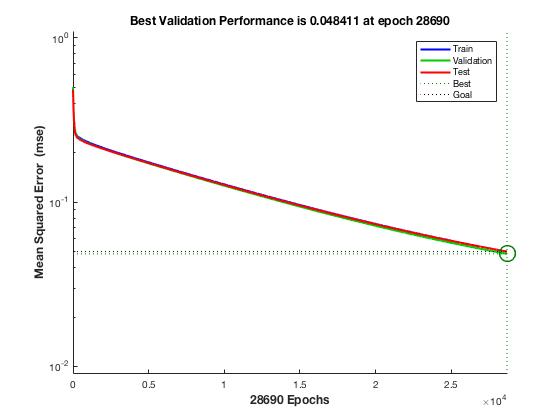 Best Validation Performance is 0.048411 at epoch 28690
10^0
Train
Validation
Test
Best
Goal
Mean Squared Error (mse)
10^-1
10^-2
0
0.5
1
1.5
2
2.5
28690 Epochs
×10^4